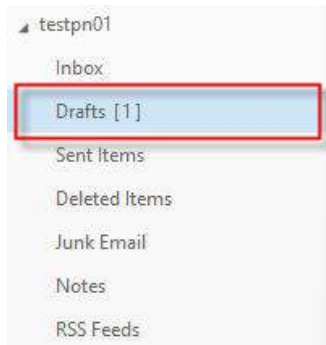 testpn01
Inbox
Drafts [1]
Sent Items
Deleted Items
Junk Email
Notes
RSS Feeds